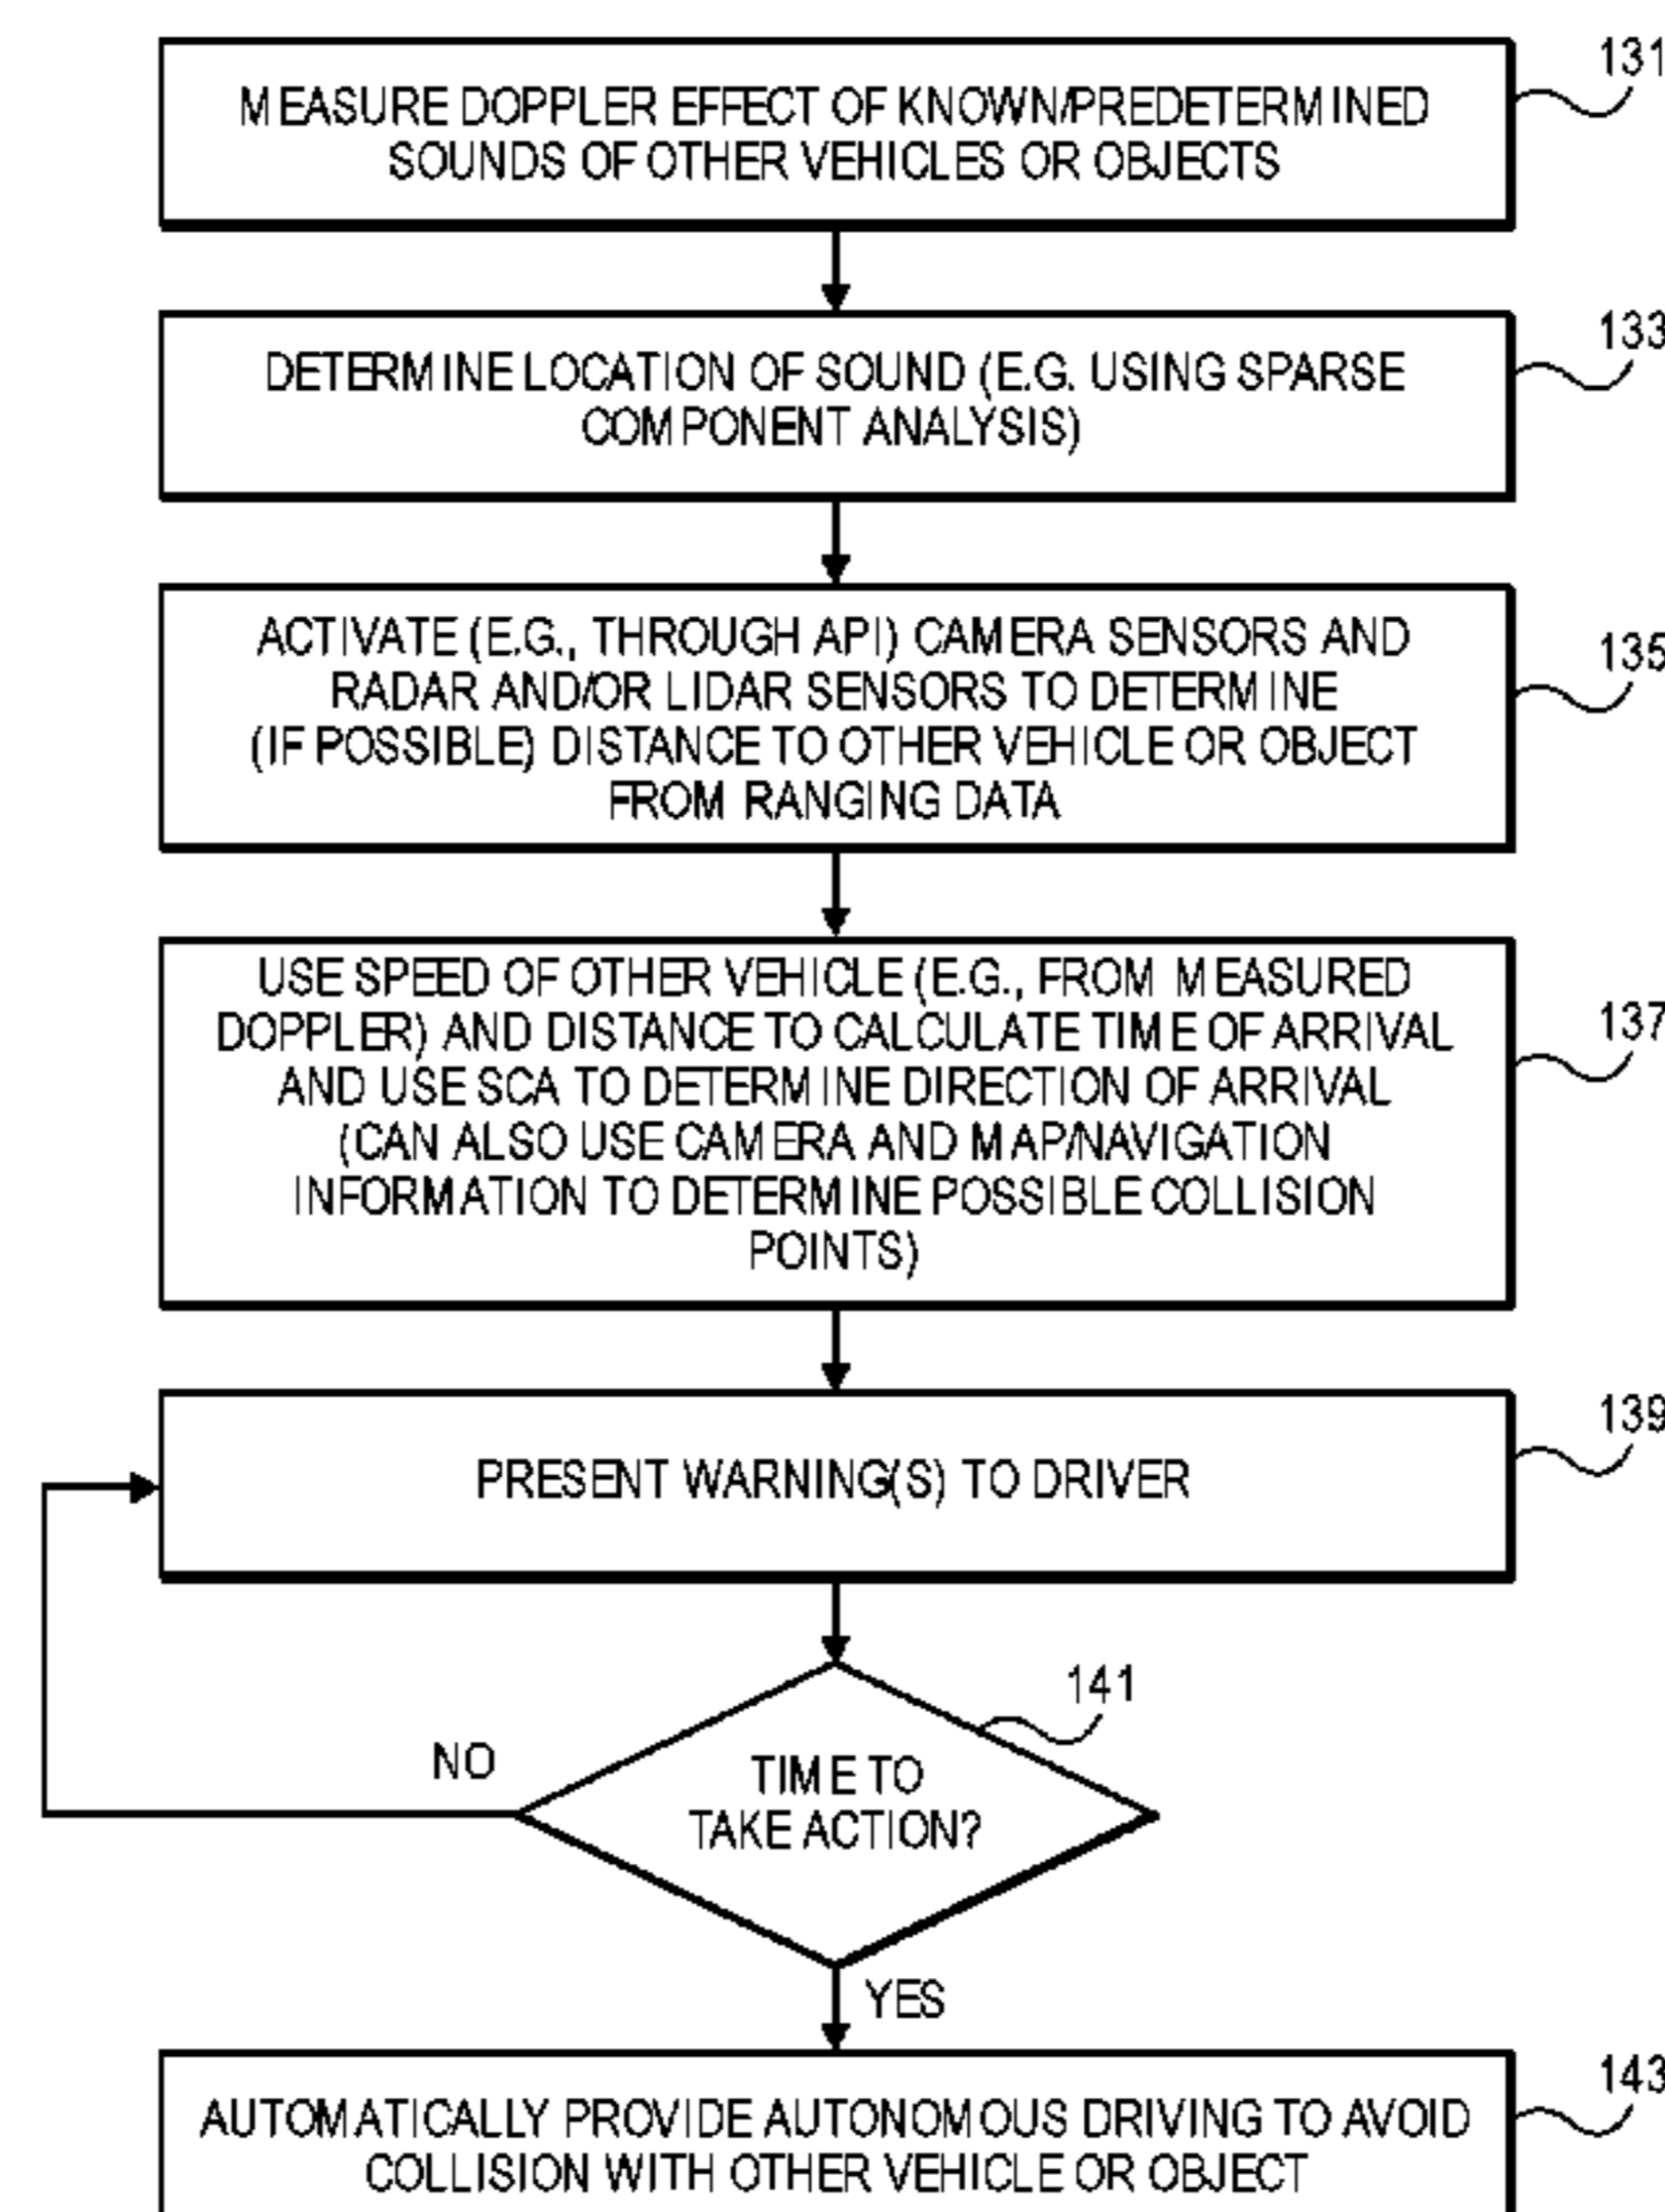 131
MEASURE DOPPLER EFFECT OF KNOWN/PREDETERMINED
SOUNDS OF OTHER VEHICLES OR OBJECTS
133
DETERMINE LOCATION OF SOUND (E.G. USING SPARSE
COMPONENT ANALYSIS)
135
ACTIVATE (E.G., THROUGH API) CAMERA SENSORS AND
RADAR AND/OR LIDAR SENSORS TO DETERMINE
(IF POSSIBLE) DISTANCE TO OTHER VEHICLE OR OBJECT
FROM RANGING DATA
137
USE SPEED OF OTHER VEHICLE (E.G., FROM MEASURED
DOPPLER) AND DISTANCE TO CALCULATE TIME OF ARRIVAL
AND USE SCA TO DETERMINE DIRECTION OF ARRIVAL
(CAN ALSO USE CAMERA AND MAP/NAVIGATION
INFORMATION TO DETERMINE POSSIBLE COLLISION
POINTS)
139
PRESENT WARNING(S) TO DRIVER
141
NO
TIME TO
TAKE ACTION?
YES
143
AUTOMATICALLY PROVIDE AUTONOMOUS DRIVING TO AVOID
COLLISION WITH OTHER VEHICLE OR OBJECT